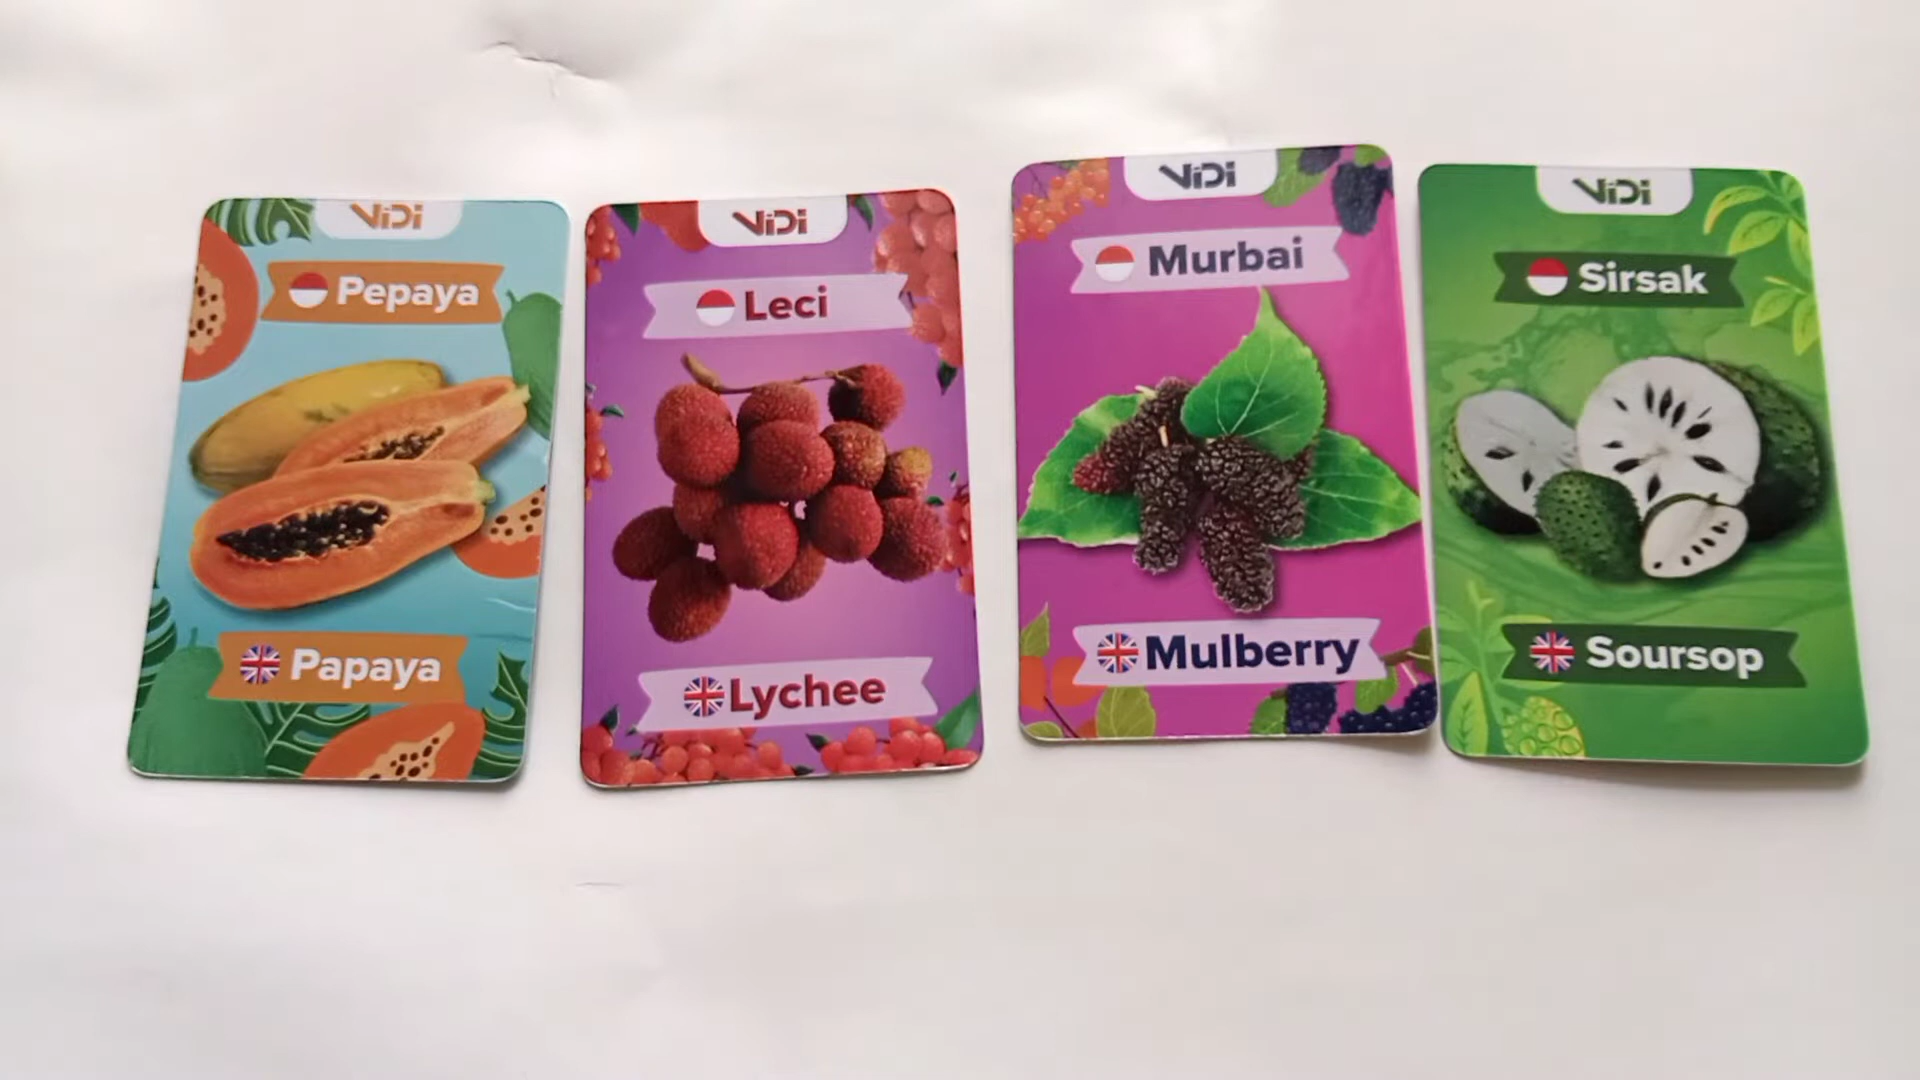 ViDi
Pepaya
Papaya
ViDi
Leci
Lychee
ViDi
Murbai
Mulberry
ViDi
Sirsak
Soursop